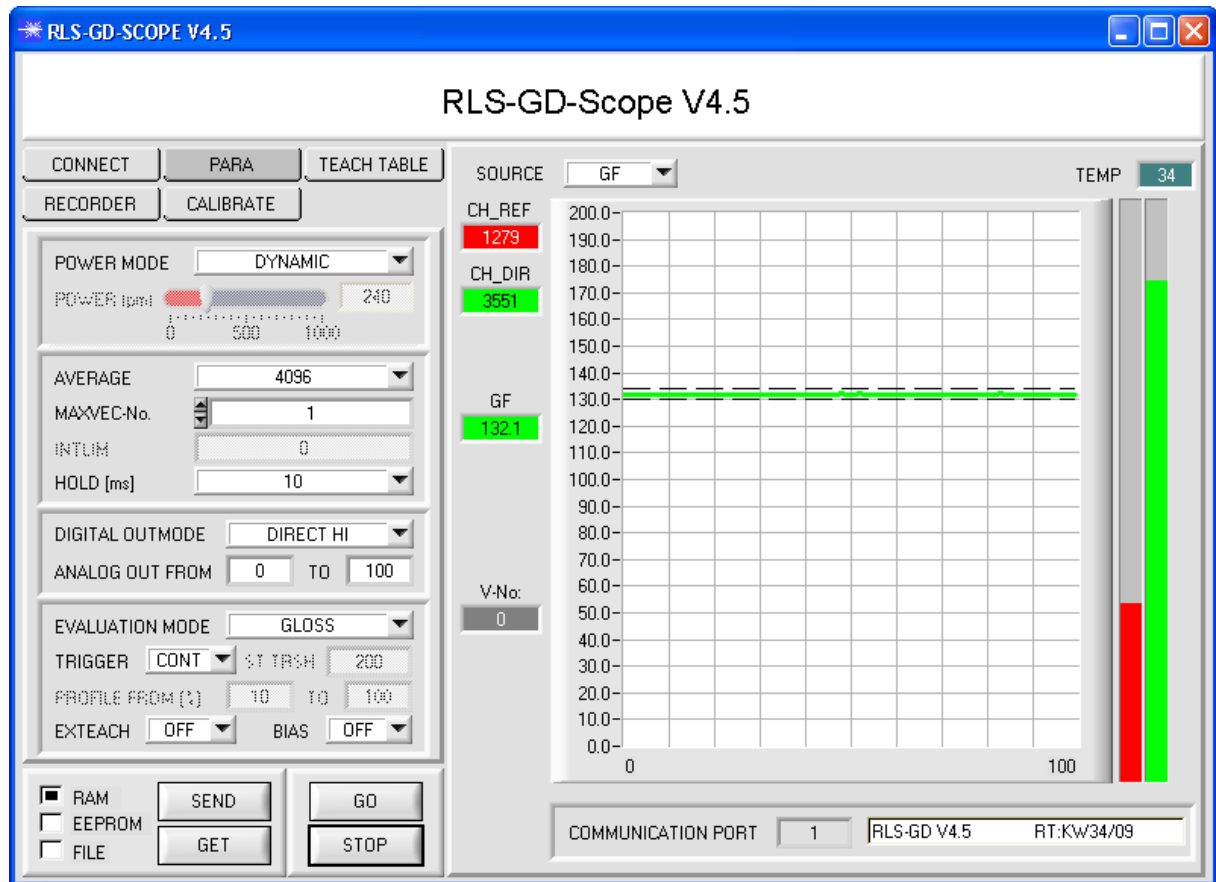 RLS-GD-SCOPE V4.5
RLS-GD-Scope V4.5
CONNECT PARA TEACH TABLE
RECORDER CALIBRATE
POWER MODE DYNAMIC
POWER [pm] 240
0 500 1000
AVERAGE 4096
MAXVEC-No. 1
INTLIM 0
HOLD [ms] 10
DIGITAL OUTMODE DIRECT HI
ANALOG OUT FROM 0 TO 100
EVALUATION MODE GLOSS
TRIGGER CONT ST TRSH 200
PROFILE FROM (%) 10 TO 100
EXTEACH OFF BIAS OFF
RAM
EEPROM
FILE
SEND
GET
GO
STOP
SOURCE GF
TEMP 34
CH_REF
1279
CH_DIR
3551
GF
132.1
V-No:
0
200.0
190.0
180.0
170.0
160.0
150.0
140.0
130.0
120.0
110.0
100.0
90.0
80.0
70.0
60.0
50.0
40.0
30.0
20.0
10.0
0.0
0 100
COMMUNICATION PORT 1 RLS-GD V4.5 RT:KW34/09